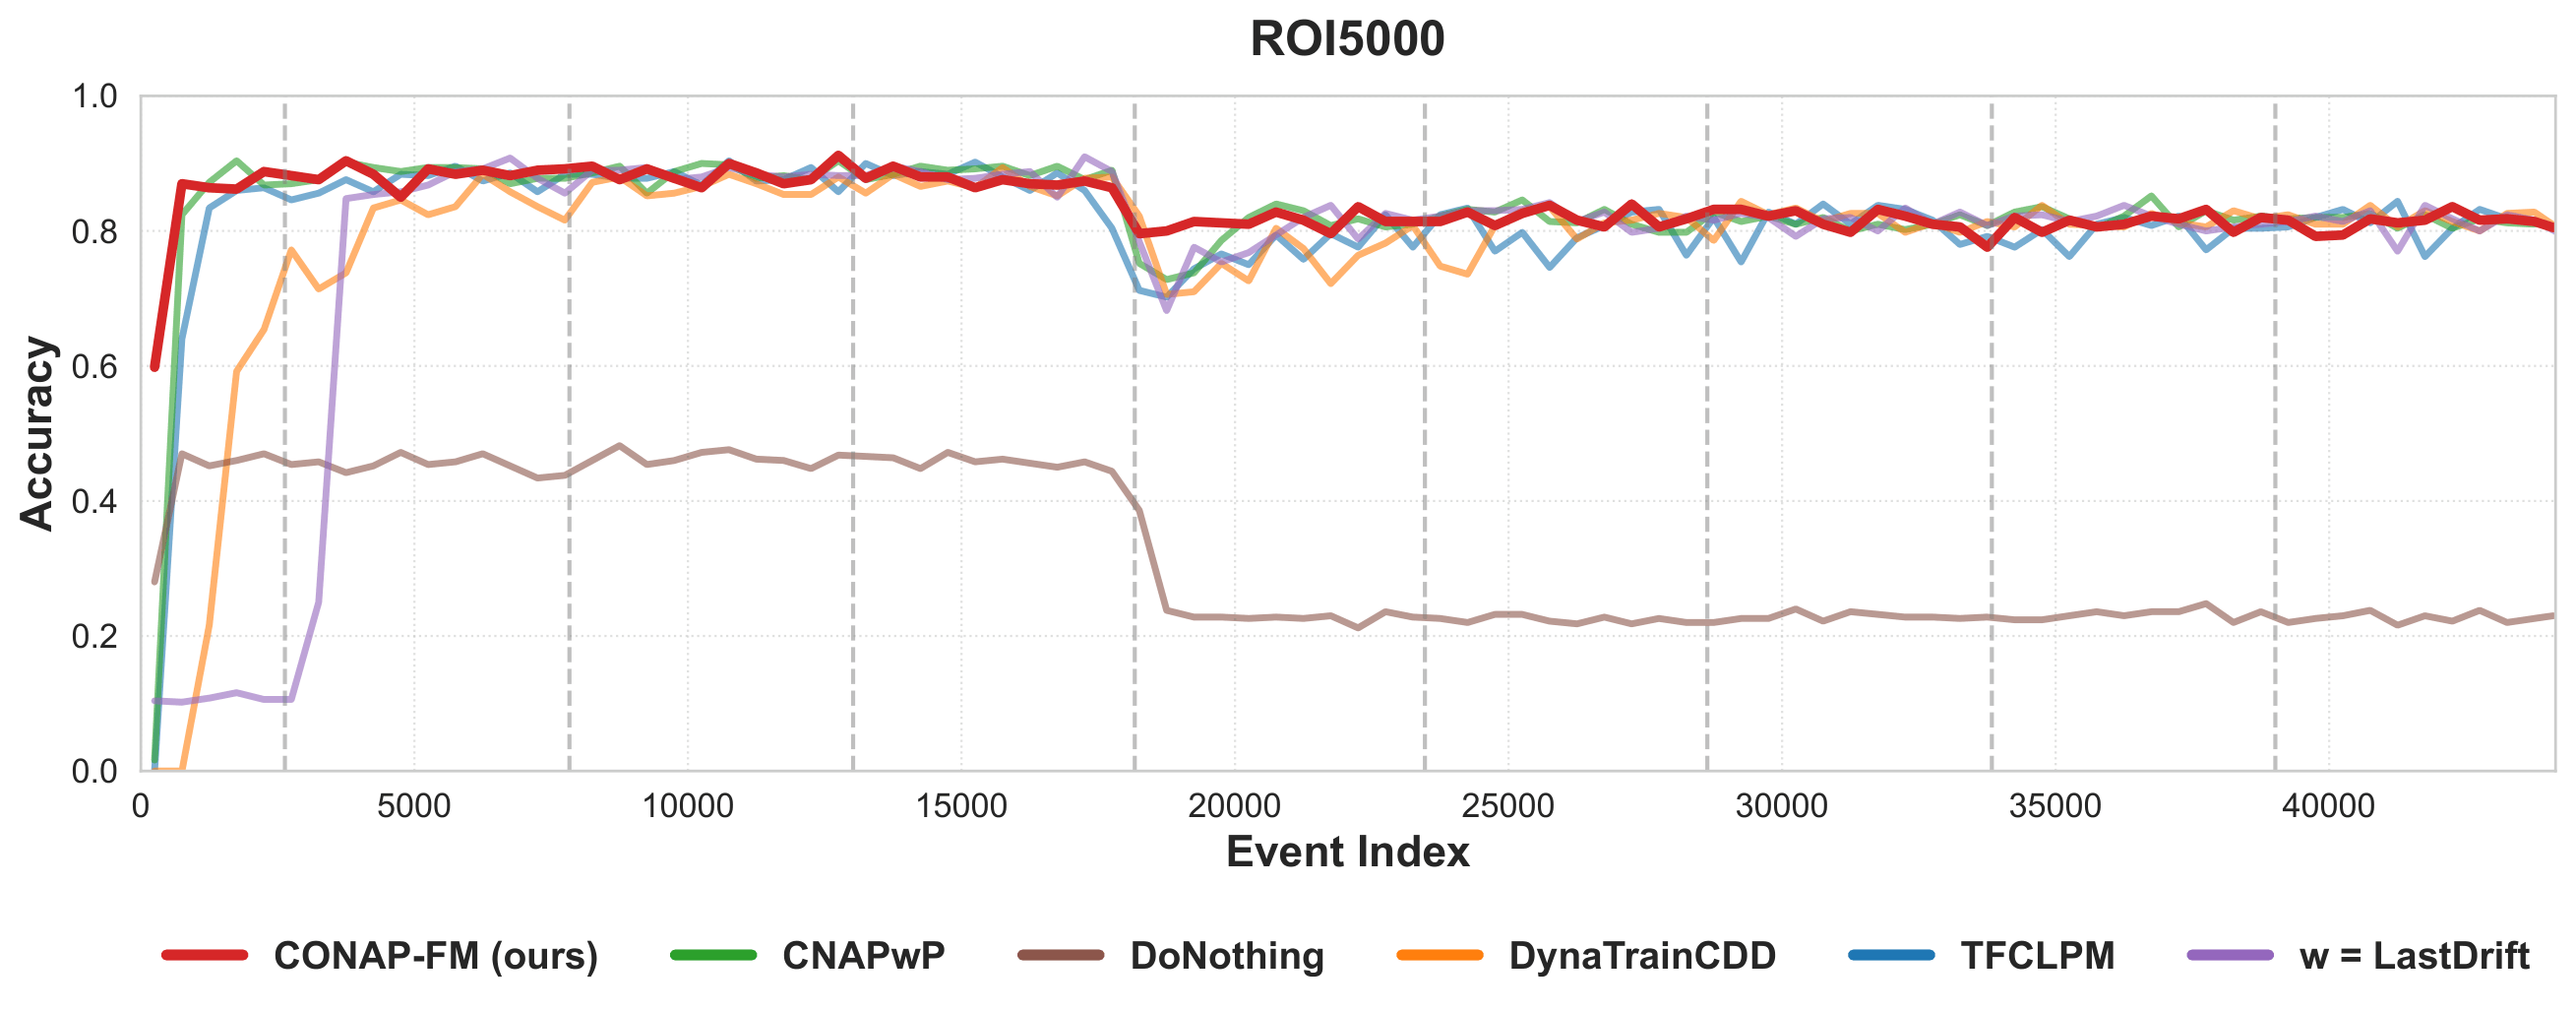 ROI5000
1.0
0.8
0.6
0.4
0.2
0.0
Accuracy
0 5000 10000 15000 20000 25000 30000 35000 40000
Event Index
CONAP-FM (ours) CNAPwP DoNothing DynaTrainCDD TFCLPM w = LastDrift